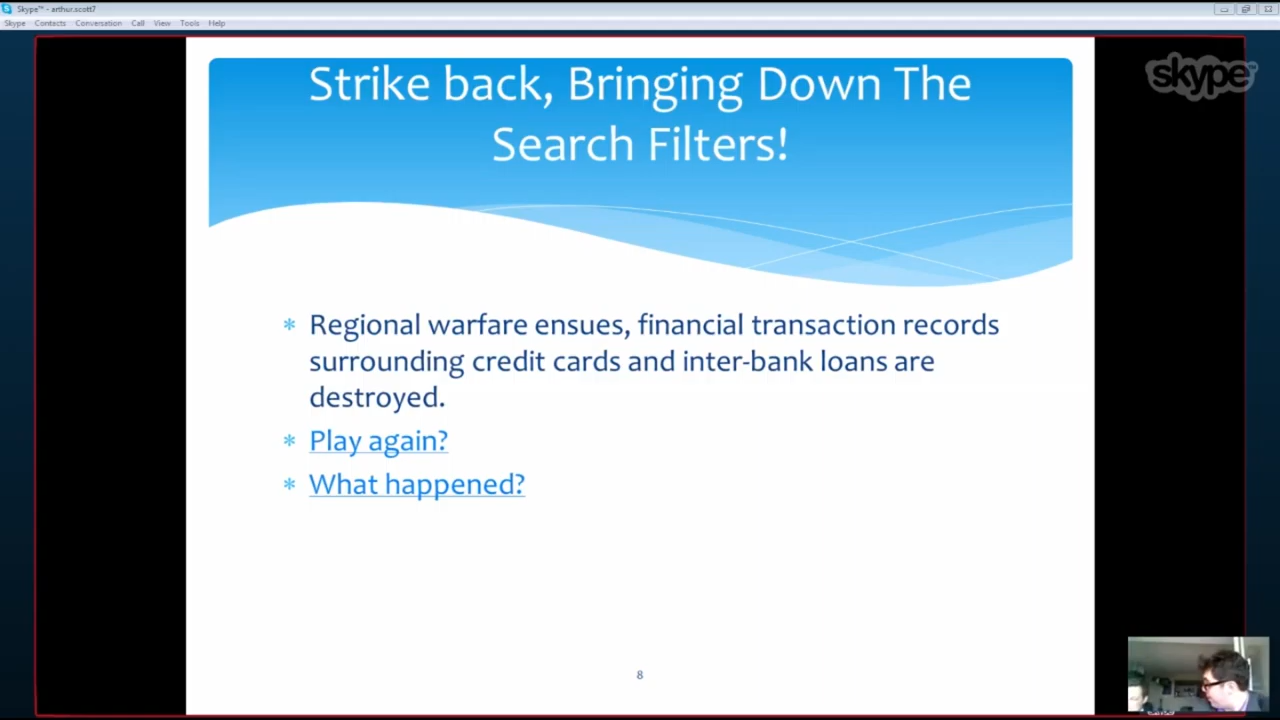 Skype™ - arthur.scott7
Skype Contacts Conversation Call View Tools Help
skype™
Strike back, Bringing Down The
Search Filters!
* Regional warfare ensues, financial transaction records
surrounding credit cards and inter-bank loans are
destroyed.
* Play again?
* What happened?
8